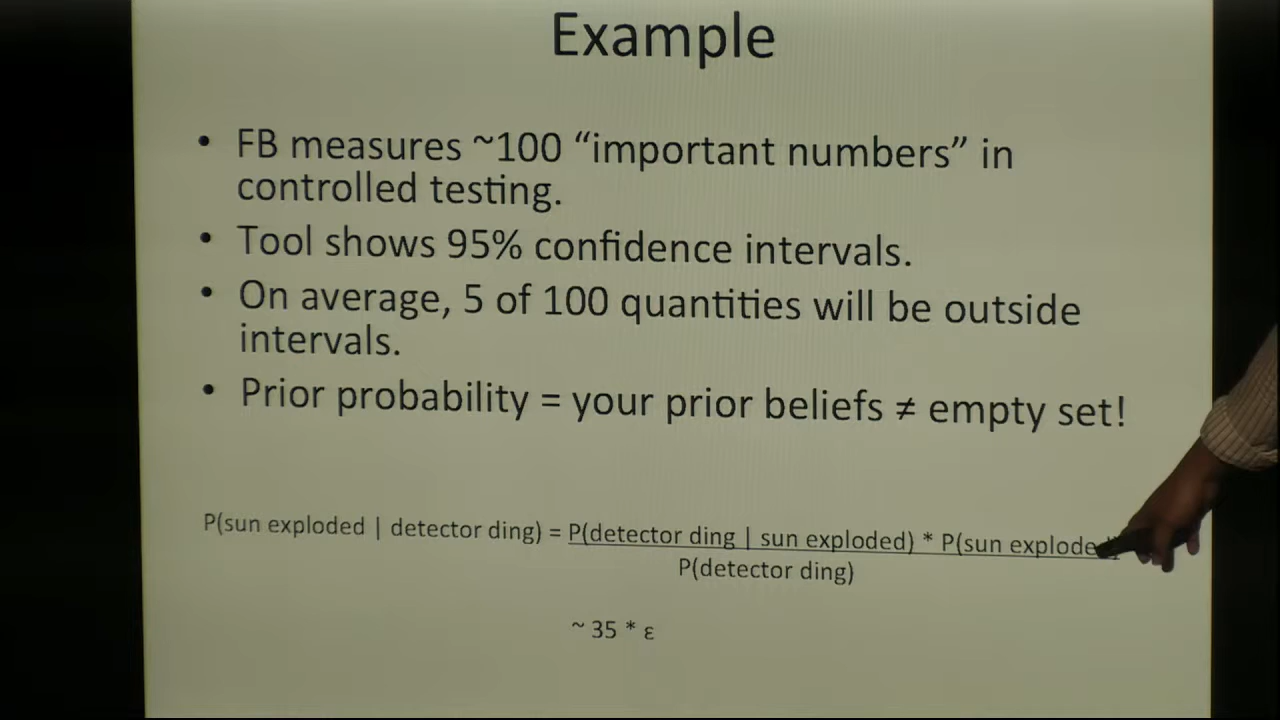 Example
• FB measures ~100 “important numbers” in
controlled testing.
• Tool shows 95% confidence intervals.
• On average, 5 of 100 quantities will be outside
intervals.
• Prior probability = your prior beliefs ≠ empty set!
P(sun exploded | detector ding) = P(detector ding | sun exploded) * P(sun explode
P(detector ding)
~ 35 * ε